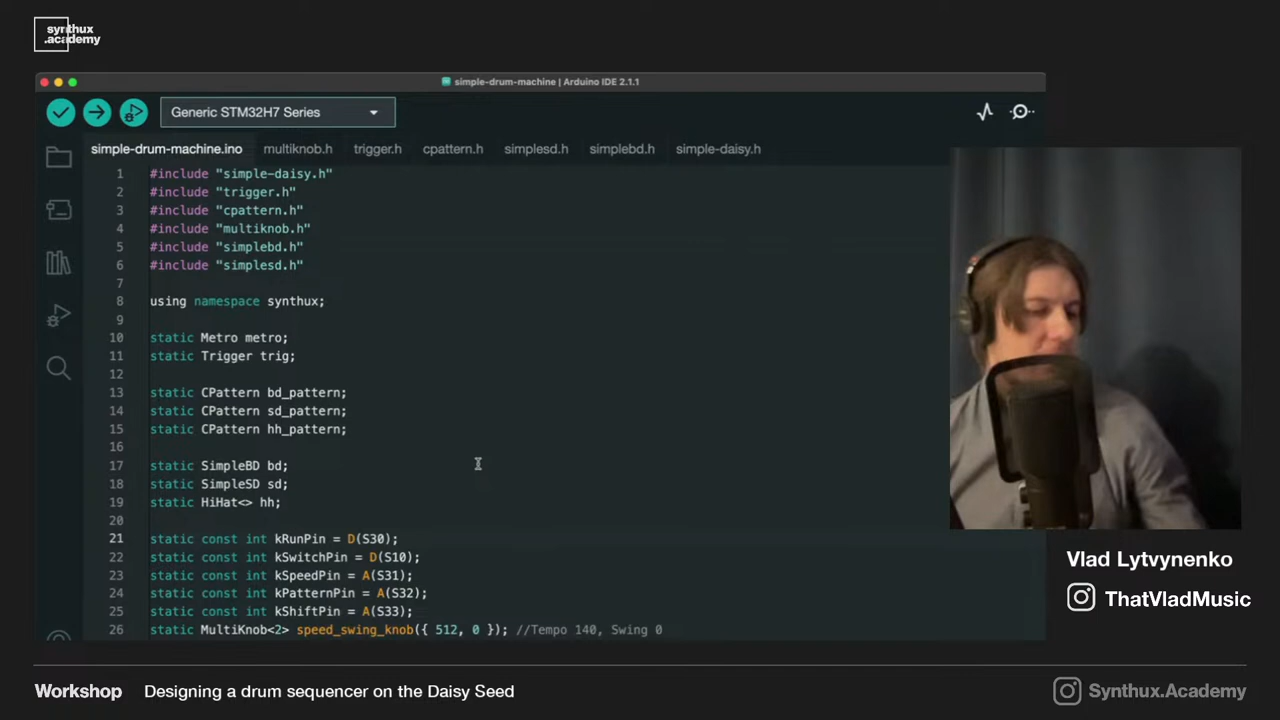 synthux
.academy
simple-drum-machine | Arduino IDE 2.1.1
Generic STM32H7 Series
simple-drum-machine.ino multiknob.h trigger.h cpattern.h simplesd.h simplebd.h simple-daisy.h
1 #include "simple-daisy.h"
2 #include "trigger.h"
3 #include "cpattern.h"
4 #include "multiknob.h"
5 #include "simplebd.h"
6 #include "simplesd.h"
7
8 using namespace synthux;
9
10 static Metro metro;
11 static Trigger trig;
12
13 static CPattern bd_pattern;
14 static CPattern sd_pattern;
15 static CPattern hh_pattern;
16
17 static SimpleBD bd;
18 static SimpleSD sd;
19 static HiHat<> hh;
20
21 static const int kRunPin = D(S30);
22 static const int kSwitchPin = D(S10);
23 static const int kSpeedPin = A(S31);
24 static const int kPatternPin = A(S32);
25 static const int kShiftPin = A(S33);
26 static MultiKnob<2> speed_swing_knob({ 512, 0 }); //Tempo 140, Swing 0
Vlad Lytvynenko
ThatVladMusic
Workshop Designing a drum sequencer on the Daisy Seed
Synthux.Academy